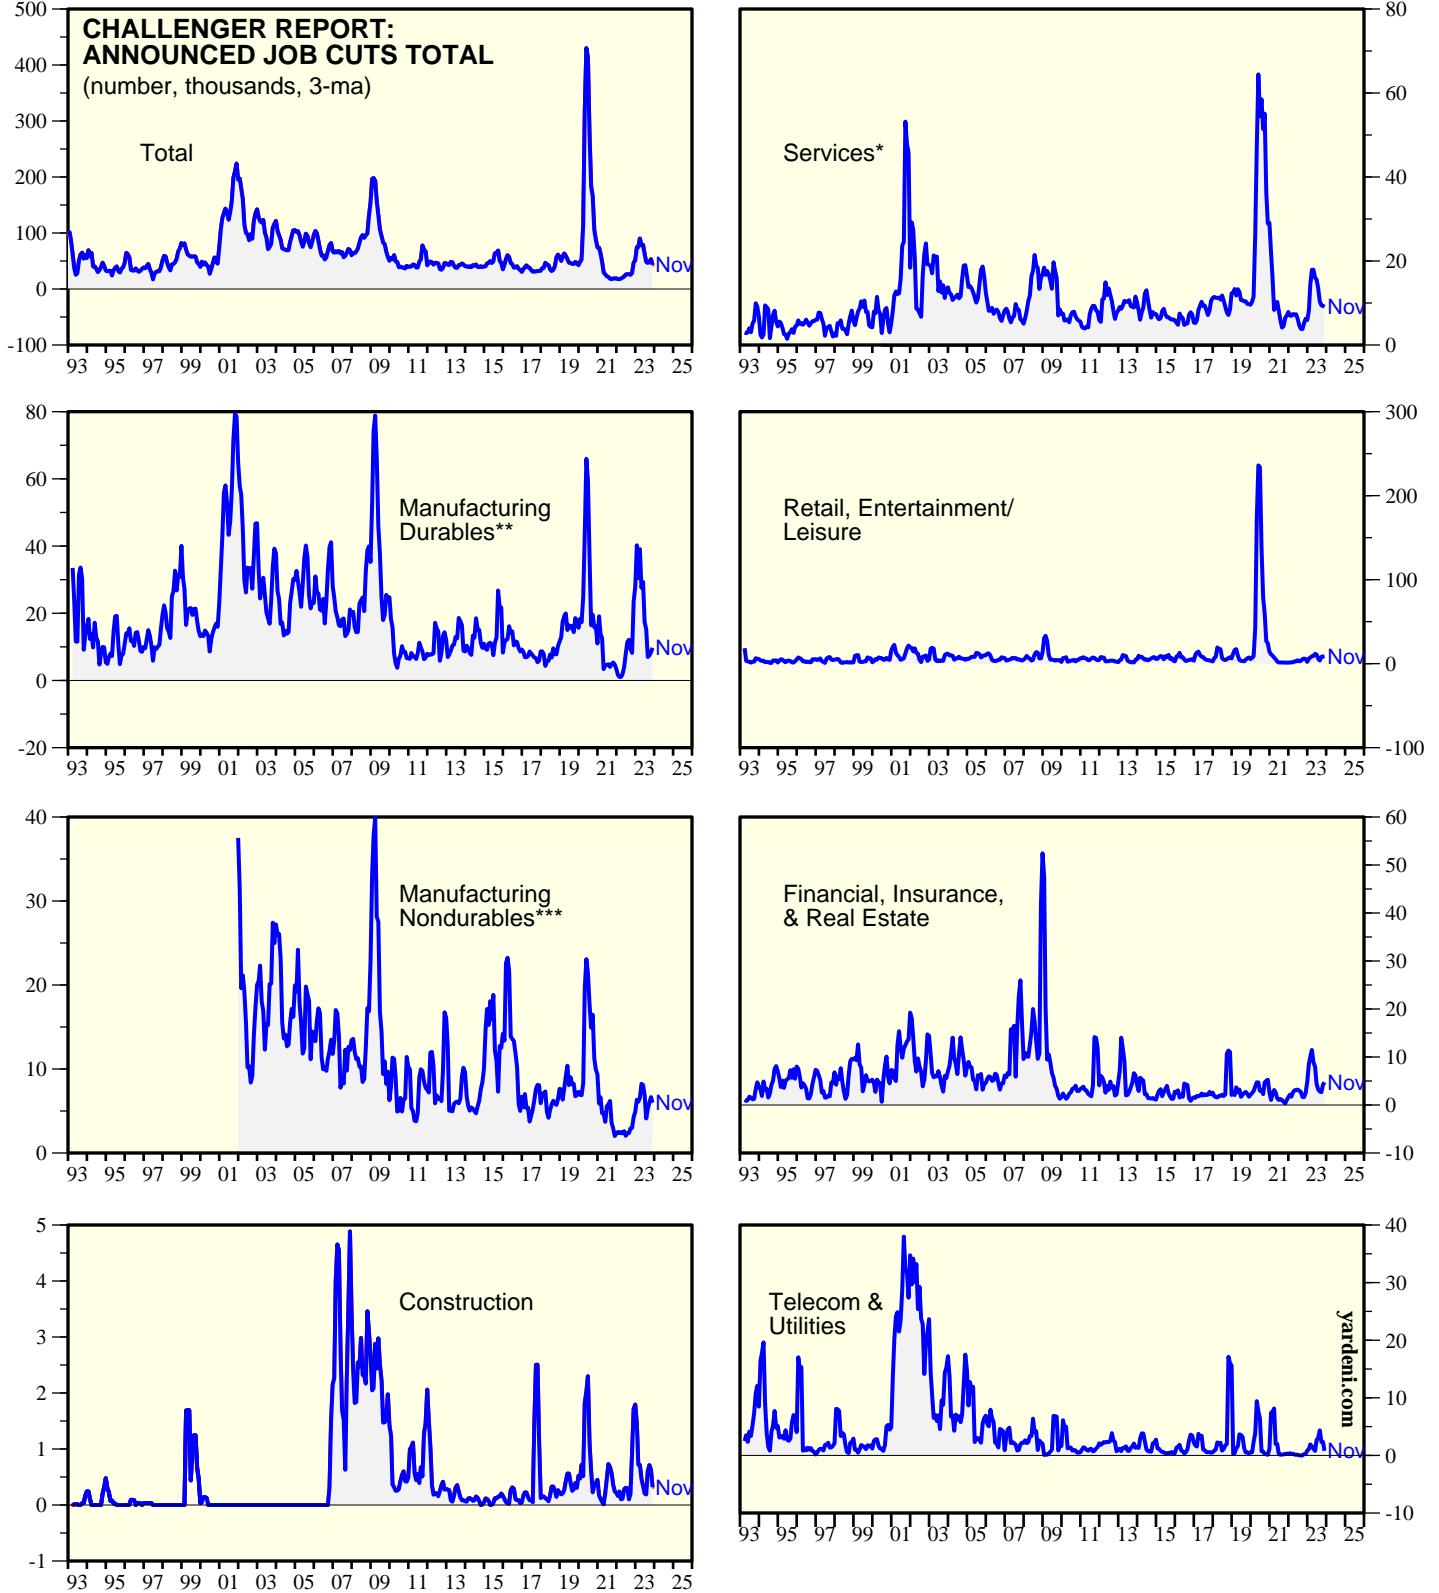 CHALLENGER REPORT:
ANNOUNCED JOB CUTS TOTAL
(number, thousands, 3-ma)
Total
500
400
300
200
100
0
-100
93 95 97 99 01 03 05 07 09 11 13 15 17 19 21 23 25
Nov
Services*
80
60
40
20
0
93 95 97 99 01 03 05 07 09 11 13 15 17 19 21 23 25
Nov
Manufacturing
Durables**
80
60
40
20
0
-20
93 95 97 99 01 03 05 07 09 11 13 15 17 19 21 23 25
Nov
Retail, Entertainment/
Leisure
300
200
100
0
-100
93 95 97 99 01 03 05 07 09 11 13 15 17 19 21 23 25
Nov
Manufacturing
Nondurables***
40
30
20
10
0
93 95 97 99 01 03 05 07 09 11 13 15 17 19 21 23 25
Nov
Financial, Insurance,
& Real Estate
60
50
40
30
20
10
0
-10
93 95 97 99 01 03 05 07 09 11 13 15 17 19 21 23 25
Nov
Construction
5
4
3
2
1
0
-1
93 95 97 99 01 03 05 07 09 11 13 15 17 19 21 23 25
Nov
Telecom &
Utilities
40
30
20
10
0
-10
93 95 97 99 01 03 05 07 09 11 13 15 17 19 21 23 25
Nov
yardeni.com